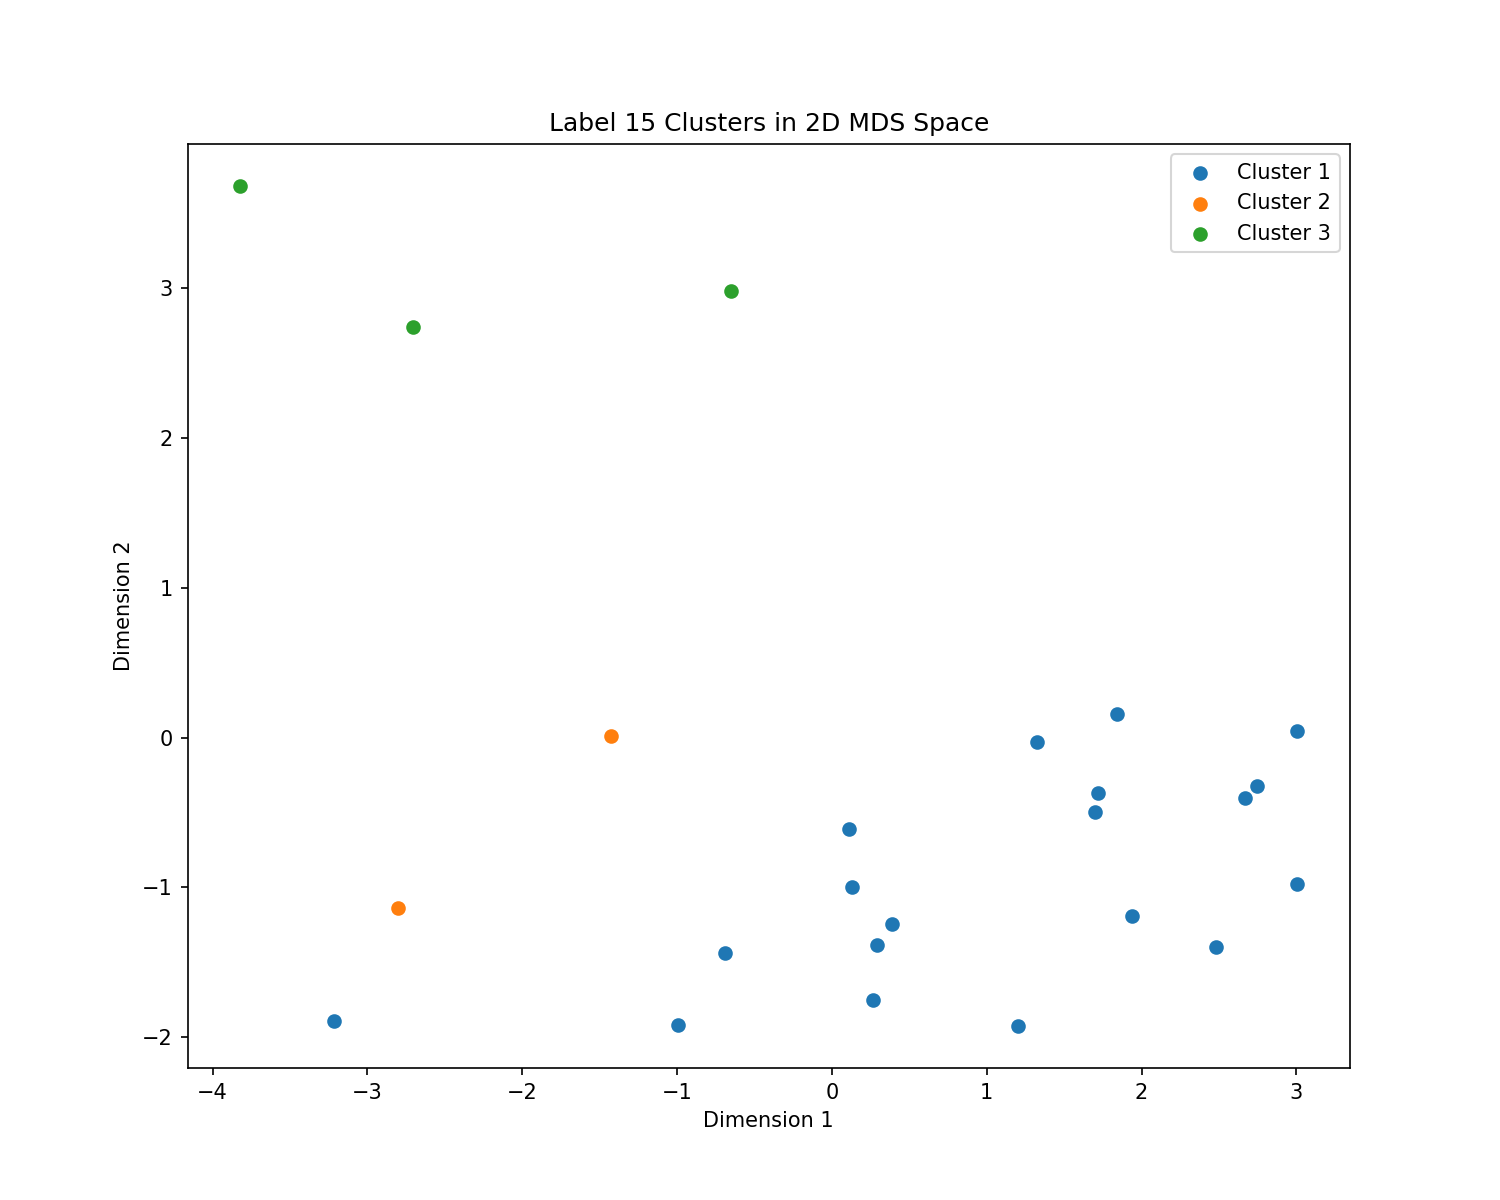 Label 15 Clusters in 2D MDS Space
Cluster 1
Cluster 2
Cluster 3
3
2
1
0
−1
−2
Dimension 2
−4
−3
−2
−1
0
1
2
3
Dimension 1